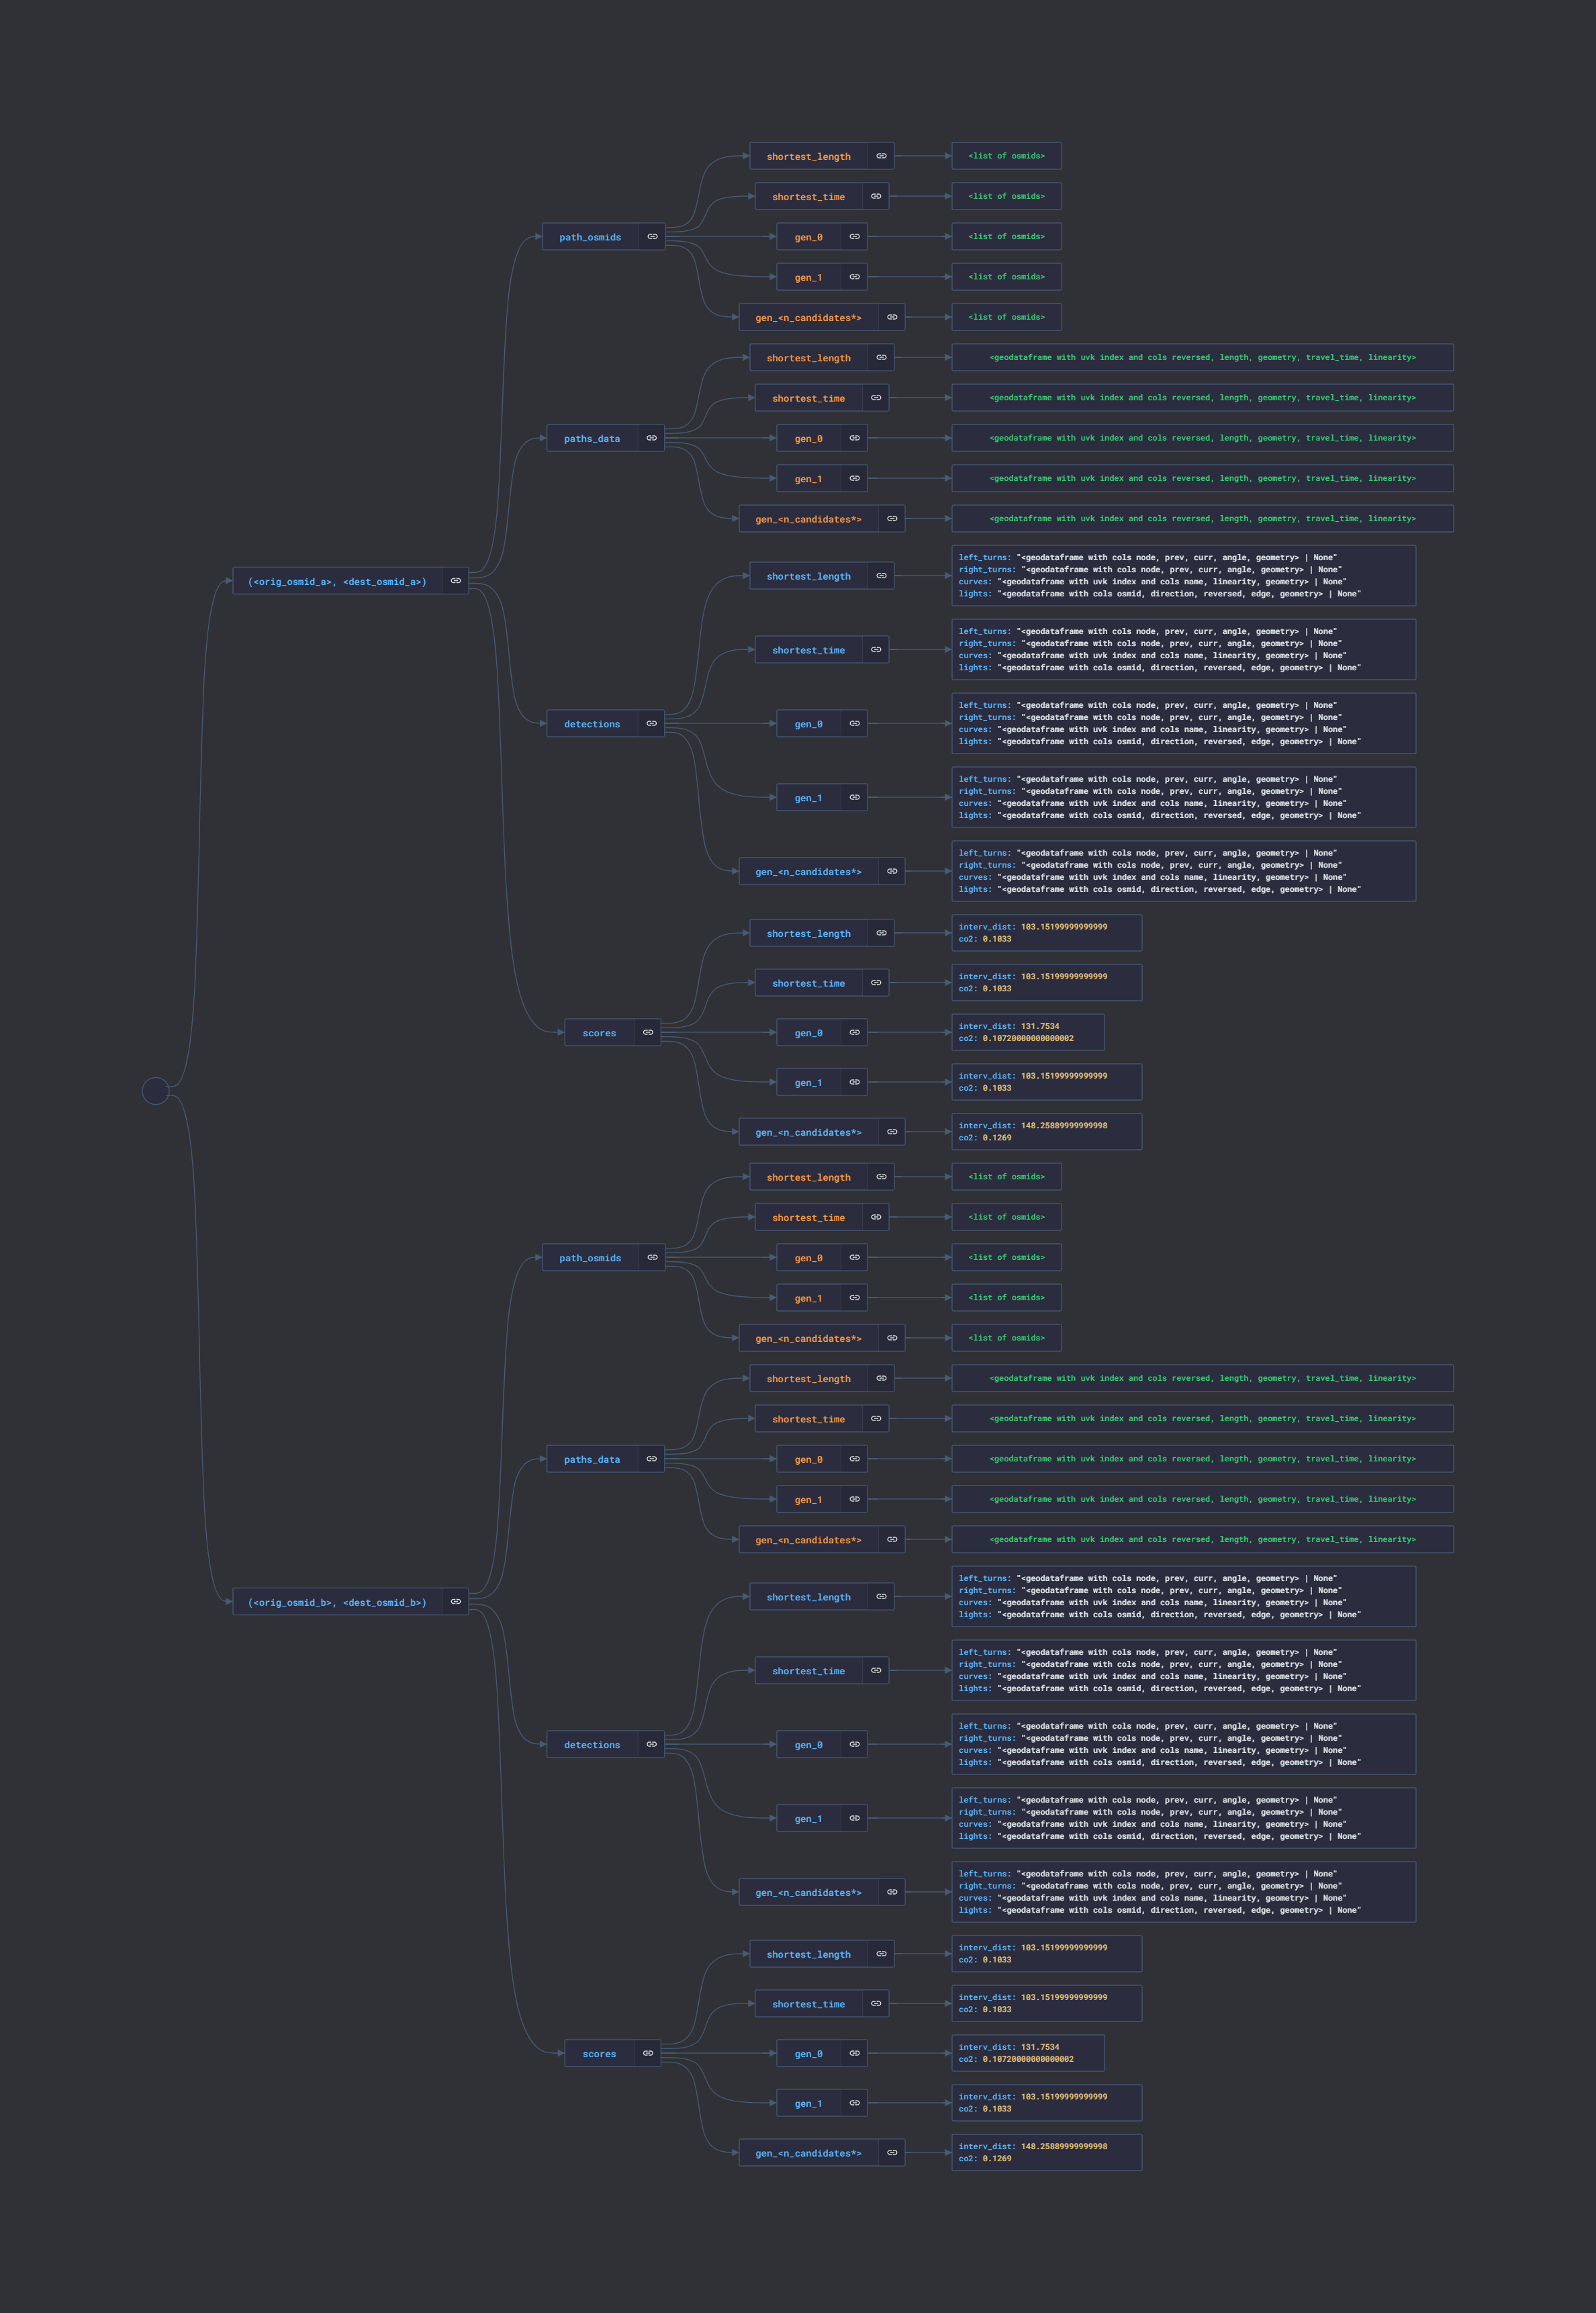 (<orig_osmid_a>, <dest_osmid_a>)
path_osmids
shortest_length
<list of osmids>
shortest_time
<list of osmids>
gen_0
<list of osmids>
gen_1
<list of osmids>
gen_<n_candidates*>
<list of osmids>
paths_data
shortest_length
<geodataframe with uvk index and cols reversed, length, geometry, travel_time, linearity>
shortest_time
<geodataframe with uvk index and cols reversed, length, geometry, travel_time, linearity>
gen_0
<geodataframe with uvk index and cols reversed, length, geometry, travel_time, linearity>
gen_1
<geodataframe with uvk index and cols reversed, length, geometry, travel_time, linearity>
gen_<n_candidates*>
<geodataframe with uvk index and cols reversed, length, geometry, travel_time, linearity>
detections
shortest_length
left_turns: "<geodataframe with cols node, prev, curr, angle, geometry> | None"
right_turns: "<geodataframe with cols node, prev, curr, angle, geometry> | None"
curves: "<geodataframe with uvk index and cols name, linearity, geometry> | None"
lights: "<geodataframe with cols osmid, direction, reversed, edge, geometry> | None"
shortest_time
left_turns: "<geodataframe with cols node, prev, curr, angle, geometry> | None"
right_turns: "<geodataframe with cols node, prev, curr, angle, geometry> | None"
curves: "<geodataframe with uvk index and cols name, linearity, geometry> | None"
lights: "<geodataframe with cols osmid, direction, reversed, edge, geometry> | None"
gen_0
left_turns: "<geodataframe with cols node, prev, curr, angle, geometry> | None"
right_turns: "<geodataframe with cols node, prev, curr, angle, geometry> | None"
curves: "<geodataframe with uvk index and cols name, linearity, geometry> | None"
lights: "<geodataframe with cols osmid, direction, reversed, edge, geometry> | None"
gen_1
left_turns: "<geodataframe with cols node, prev, curr, angle, geometry> | None"
right_turns: "<geodataframe with cols node, prev, curr, angle, geometry> | None"
curves: "<geodataframe with uvk index and cols name, linearity, geometry> | None"
lights: "<geodataframe with cols osmid, direction, reversed, edge, geometry> | None"
gen_<n_candidates*>
left_turns: "<geodataframe with cols node, prev, curr, angle, geometry> | None"
right_turns: "<geodataframe with cols node, prev, curr, angle, geometry> | None"
curves: "<geodataframe with uvk index and cols name, linearity, geometry> | None"
lights: "<geodataframe with cols osmid, direction, reversed, edge, geometry> | None"
scores
shortest_length
interv_dist: 103.15199999999999
co2: 0.1033
shortest_time
interv_dist: 103.15199999999999
co2: 0.1033
gen_0
interv_dist: 131.7534
co2: 0.10720000000000002
gen_1
interv_dist: 103.15199999999999
co2: 0.1033
gen_<n_candidates*>
interv_dist: 148.25889999999998
co2: 0.1269
(<orig_osmid_b>, <dest_osmid_b>)
path_osmids
shortest_length
<list of osmids>
shortest_time
<list of osmids>
gen_0
<list of osmids>
gen_1
<list of osmids>
gen_<n_candidates*>
<list of osmids>
paths_data
shortest_length
<geodataframe with uvk index and cols reversed, length, geometry, travel_time, linearity>
shortest_time
<geodataframe with uvk index and cols reversed, length, geometry, travel_time, linearity>
gen_0
<geodataframe with uvk index and cols reversed, length, geometry, travel_time, linearity>
gen_1
<geodataframe with uvk index and cols reversed, length, geometry, travel_time, linearity>
gen_<n_candidates*>
<geodataframe with uvk index and cols reversed, length, geometry, travel_time, linearity>
detections
shortest_length
left_turns: "<geodataframe with cols node, prev, curr, angle, geometry> | None"
right_turns: "<geodataframe with cols node, prev, curr, angle, geometry> | None"
curves: "<geodataframe with uvk index and cols name, linearity, geometry> | None"
lights: "<geodataframe with cols osmid, direction, reversed, edge, geometry> | None"
shortest_time
left_turns: "<geodataframe with cols node, prev, curr, angle, geometry> | None"
right_turns: "<geodataframe with cols node, prev, curr, angle, geometry> | None"
curves: "<geodataframe with uvk index and cols name, linearity, geometry> | None"
lights: "<geodataframe with cols osmid, direction, reversed, edge, geometry> | None"
gen_0
left_turns: "<geodataframe with cols node, prev, curr, angle, geometry> | None"
right_turns: "<geodataframe with cols node, prev, curr, angle, geometry> | None"
curves: "<geodataframe with uvk index and cols name, linearity, geometry> | None"
lights: "<geodataframe with cols osmid, direction, reversed, edge, geometry> | None"
gen_1
left_turns: "<geodataframe with cols node, prev, curr, angle, geometry> | None"
right_turns: "<geodataframe with cols node, prev, curr, angle, geometry> | None"
curves: "<geodataframe with uvk index and cols name, linearity, geometry> | None"
lights: "<geodataframe with cols osmid, direction, reversed, edge, geometry> | None"
gen_<n_candidates*>
left_turns: "<geodataframe with cols node, prev, curr, angle, geometry> | None"
right_turns: "<geodataframe with cols node, prev, curr, angle, geometry> | None"
curves: "<geodataframe with uvk index and cols name, linearity, geometry> | None"
lights: "<geodataframe with cols osmid, direction, reversed, edge, geometry> | None"
scores
shortest_length
interv_dist: 103.15199999999999
co2: 0.1033
shortest_time
interv_dist: 103.15199999999999
co2: 0.1033
gen_0
interv_dist: 131.7534
co2: 0.10720000000000002
gen_1
interv_dist: 103.15199999999999
co2: 0.1033
gen_<n_candidates*>
interv_dist: 148.25889999999998
co2: 0.1269